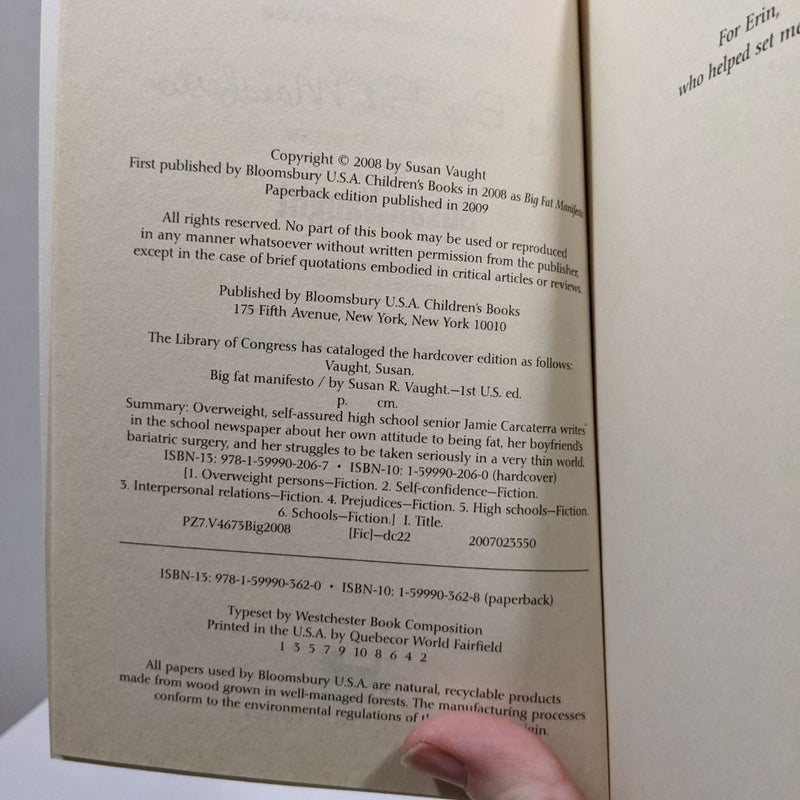 Copyright © 2008 by Susan Vaught
First published by Bloomsbury U.S.A. Children's Books in 2008 as Big Fat Manifesto
Paperback edition published in 2009
All rights reserved. No part of this book may be used or reproduced
in any manner whatsoever without written permission from the publisher,
except in the case of brief quotations embodied in critical articles or reviews.
Published by Bloomsbury U.S.A. Children's Books
175 Fifth Avenue, New York, New York 10010
The Library of Congress has cataloged the hardcover edition as follows:
Vaught, Susan.
Big fat manifesto / by Susan R. Vaught.—1st U.S. ed.
p. cm.
Summary: Overweight, self-assured high school senior Jamie Carcaterra writes
in the school newspaper about her own attitude to being fat, her boyfriend's
bariatric surgery, and her struggles to be taken seriously in a very thin world.
ISBN-13: 978-1-59990-206-7 • ISBN-10: 1-59990-206-0 (hardcover)
[1. Overweight persons—Fiction. 2. Self-confidence—Fiction.
3. Interpersonal relations—Fiction. 4. Prejudices—Fiction. 5. High schools—Fiction.
6. Schools—Fiction.] I. Title.
PZ7.V4673Big2008 [Fic]—dc22 2007023550
ISBN-13: 978-1-59990-362-0 • ISBN-10: 1-59990-362-8 (paperback)
Typeset by Westchester Book Composition
Printed in the U.S.A. by Quebecor World Fairfield
1 3 5 7 9 10 8 6 4 2
All papers used by Bloomsbury U.S.A. are natural, recyclable products
made from wood grown in well-managed forests. The manufacturing processes
conform to the environmental regulations of
For Erin,
who helped set me